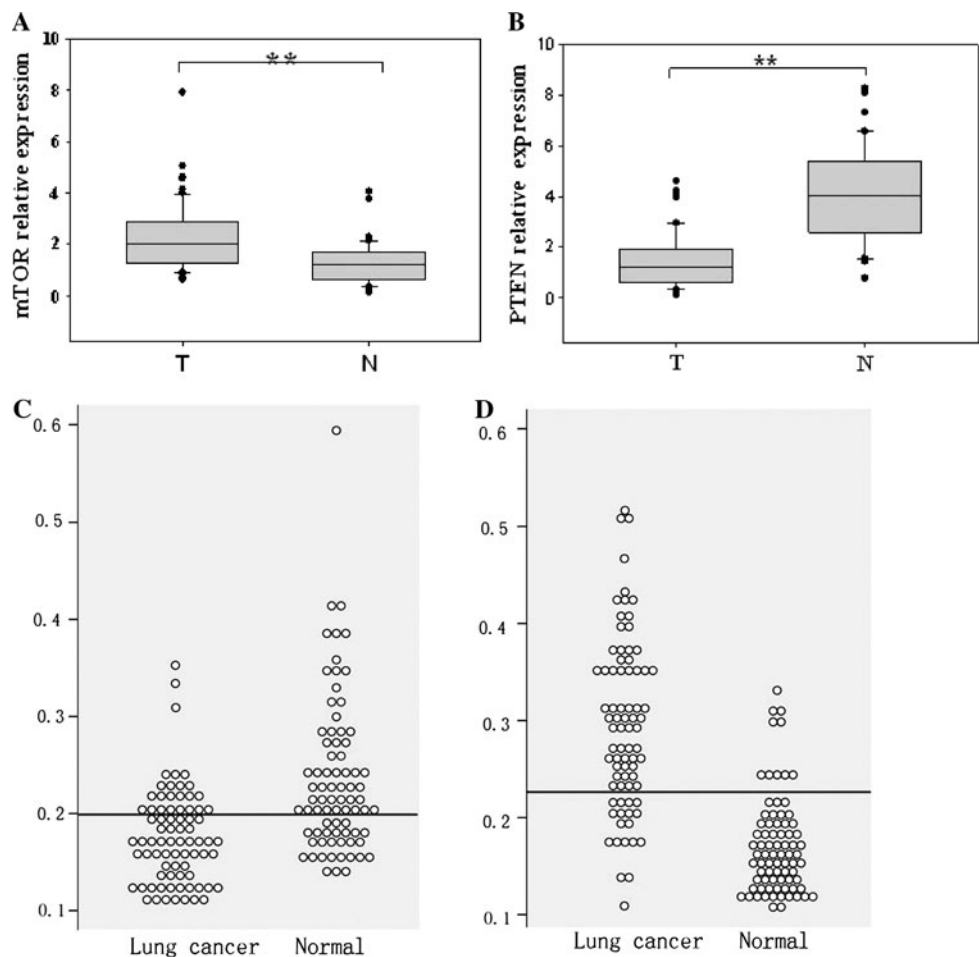 A
mTOR relative expression
10
8
6
4
2
0
**
T
N
B
PTEN relative expression
10
8
6
4
2
0
**
T
N
C
0.6
0.5
0.4
0.3
0.2
0.1
Lung cancer
Normal
D
0.6
0.5
0.4
0.3
0.2
0.1
Lung cancer
Normal